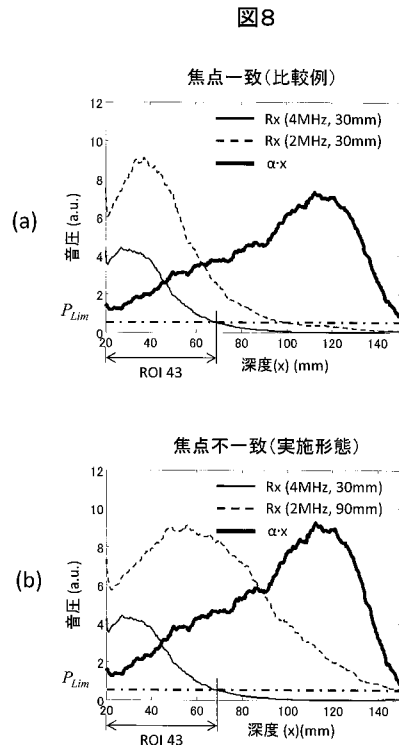 図8
焦点一致(比較例)
(a)
音圧 (a.u.)
12
10
8
6
4
2
0
P_Lim
Rx (4MHz, 30mm)
Rx (2MHz, 30mm)
α·x
20 40 60 80 100 120 140
深度(x) (mm)
ROI 43
焦点不一致(実施形態)
(b)
音圧 (a.u.)
12
10
8
6
4
2
0
P_Lim
Rx (4MHz, 30mm)
Rx (2MHz, 90mm)
α·x
20 40 60 80 100 120 140
深度 (x)(mm)
ROI 43